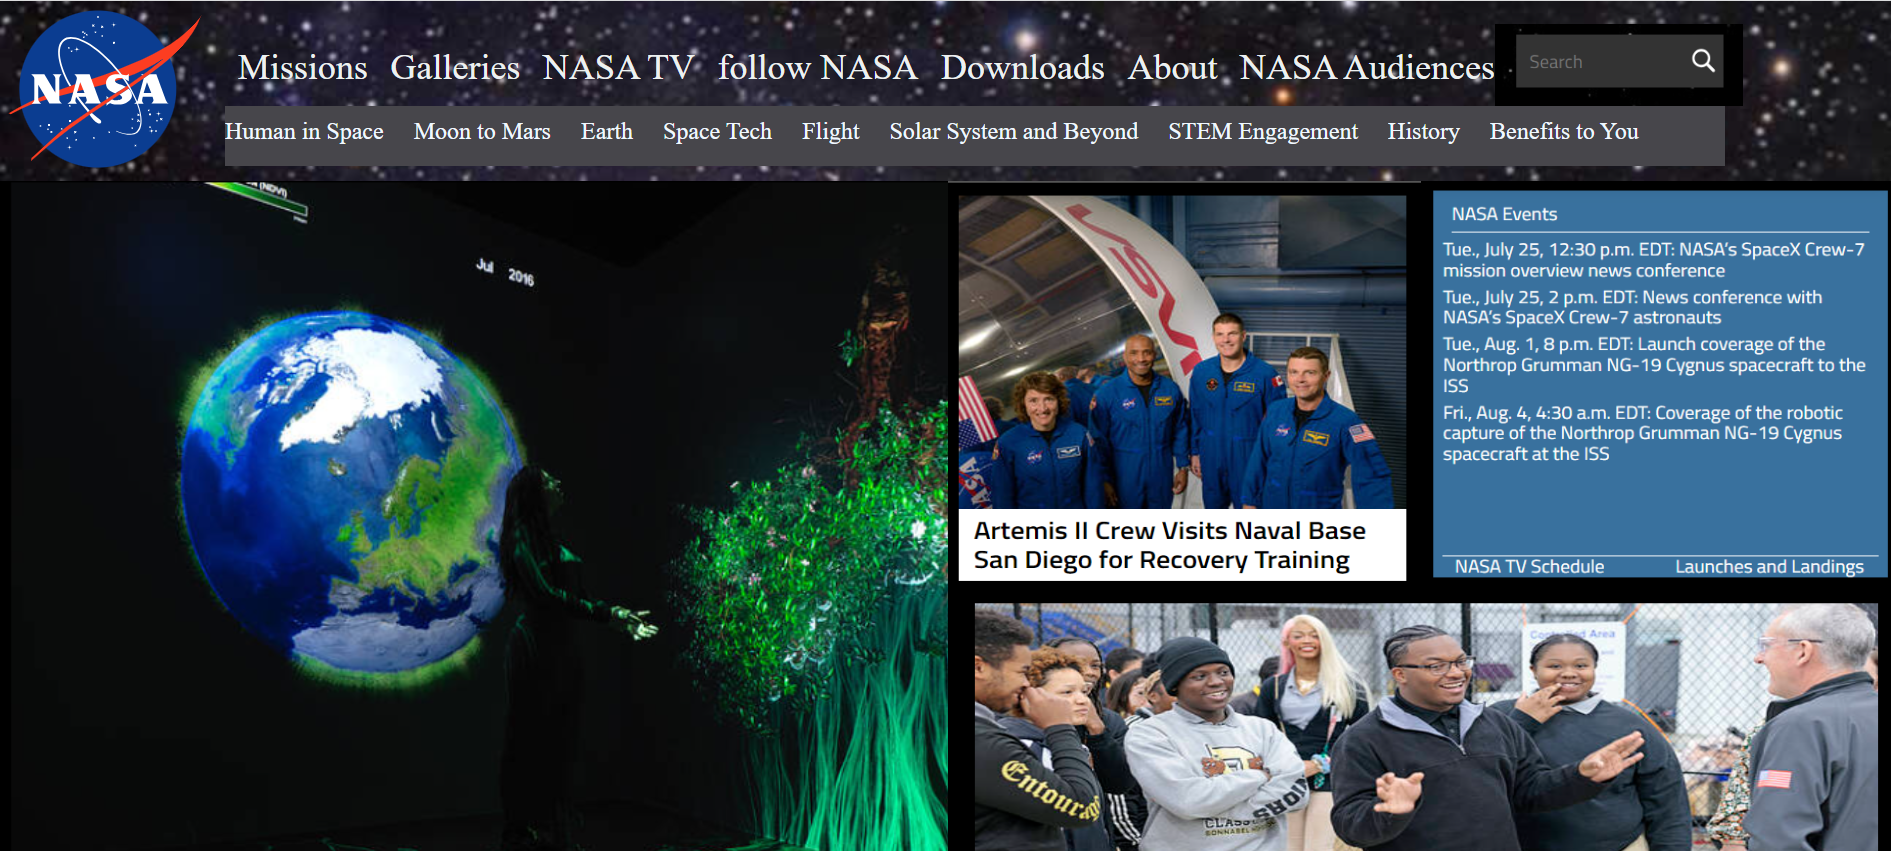 NASA
Missions Galleries NASA TV follow NASA Downloads About NASA Audiences
Search
Human in Space Moon to Mars Earth Space Tech Flight Solar System and Beyond STEM Engagement History Benefits to You
(NDVI)
Jul 2016
Artemis II Crew Visits Naval Base
San Diego for Recovery Training
NASA Events
Tue., July 25, 12:30 p.m. EDT: NASA’s SpaceX Crew-7
mission overview news conference
Tue., July 25, 2 p.m. EDT: News conference with
NASA’s SpaceX Crew-7 astronauts
Tue., Aug. 1, 8 p.m. EDT: Launch coverage of the
Northrop Grumman NG-19 Cygnus spacecraft to the
ISS
Fri., Aug. 4, 4:30 a.m. EDT: Coverage of the robotic
capture of the Northrop Grumman NG-19 Cygnus
spacecraft at the ISS
NASA TV Schedule Launches and Landings
Controlled Area
Entourage
CLASS
BONNABEL